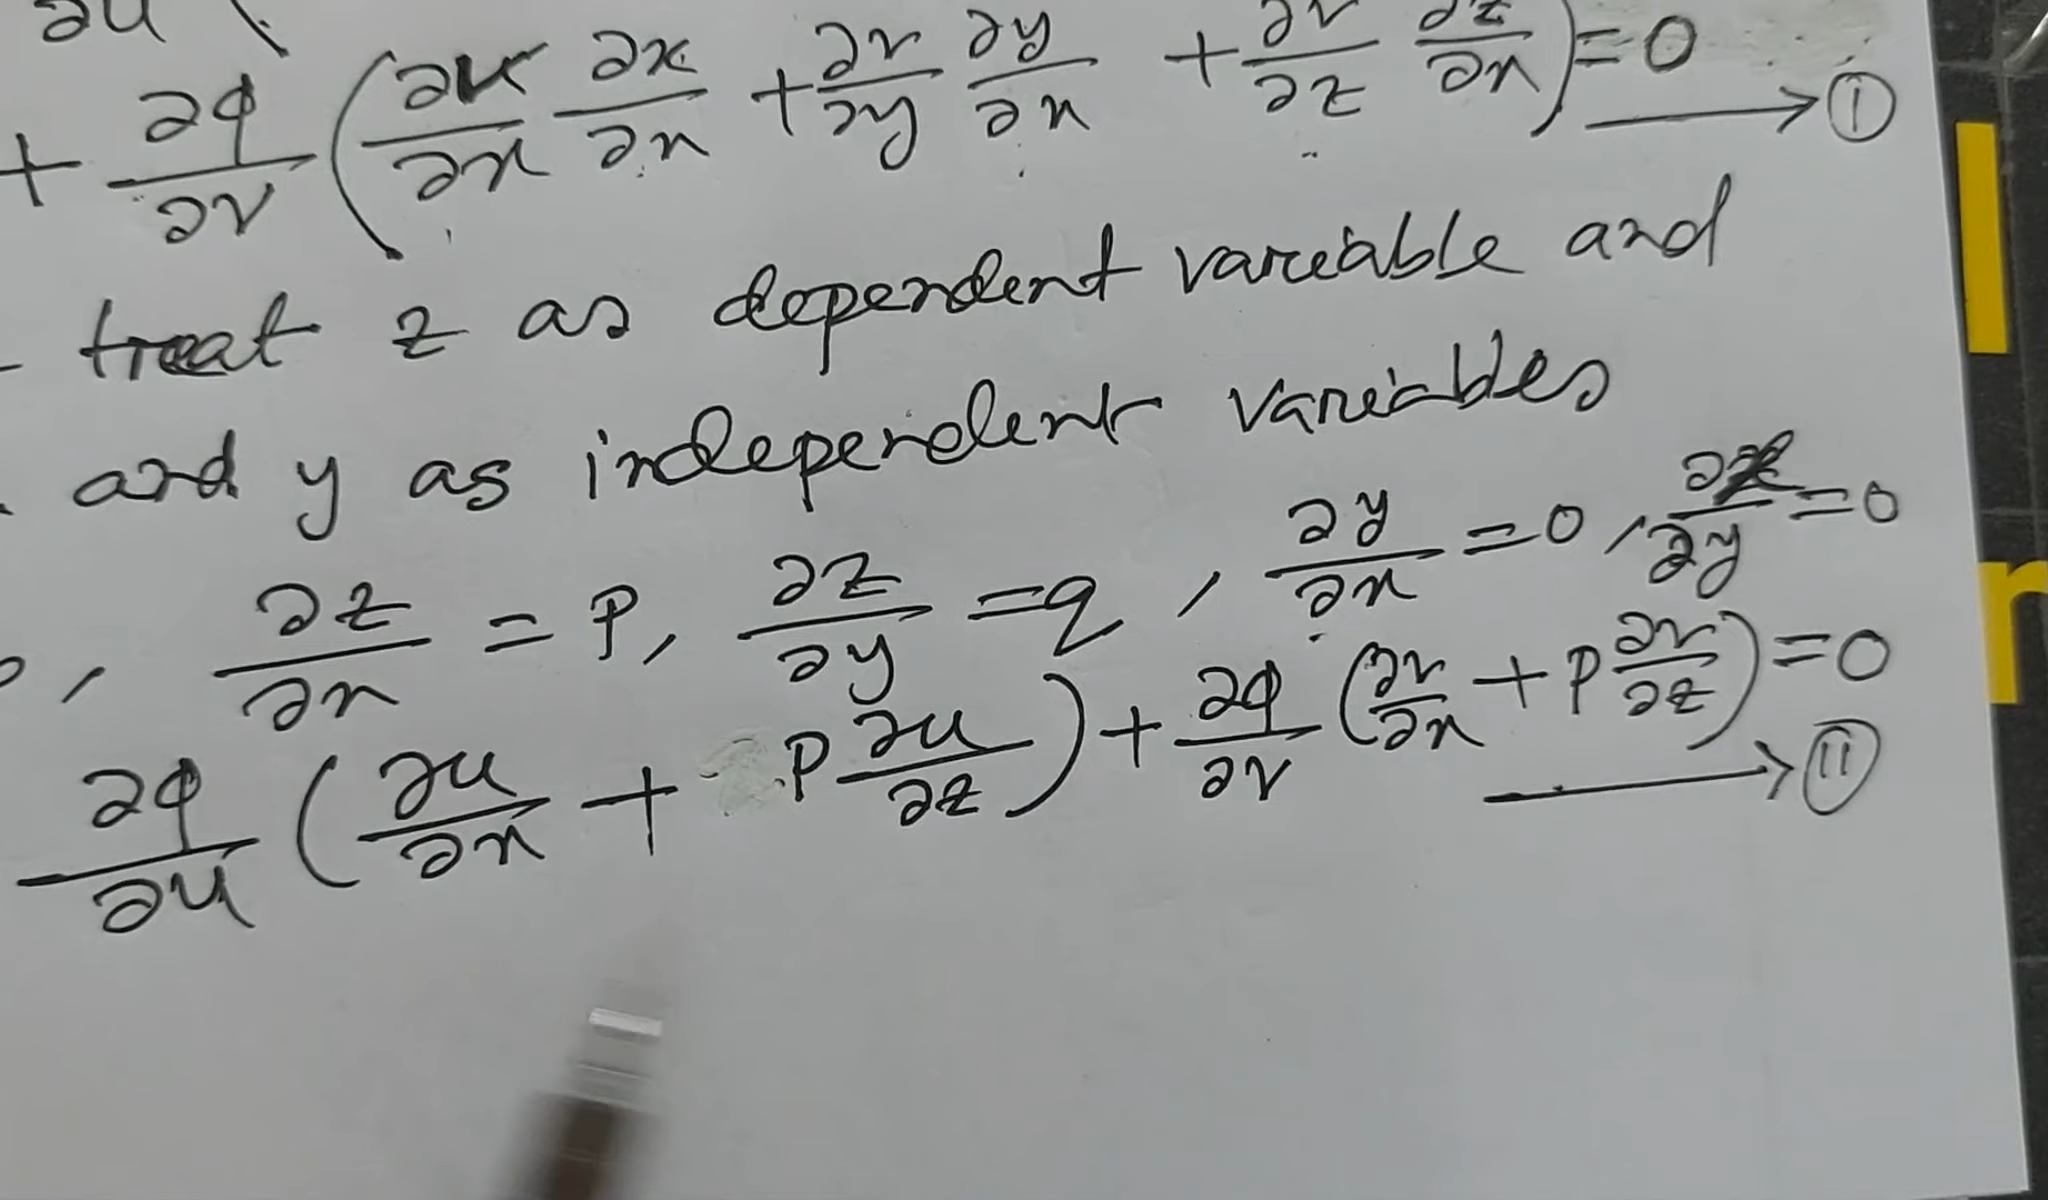 ∂u (
+ ∂φ/∂v (∂v/∂x ∂x/∂x + ∂v/∂y ∂y/∂x + ∂v/∂z ∂z/∂x) = 0 → (I)
treat z as dependent variable and
and y as independent variables
, ∂z/∂x = P, ∂z/∂y = q, ∂y/∂x = 0, ∂x/∂y = 0
∂φ/∂u (∂u/∂x + P ∂u/∂z) + ∂φ/∂v (∂v/∂x + P ∂v/∂z) = 0 → (II)